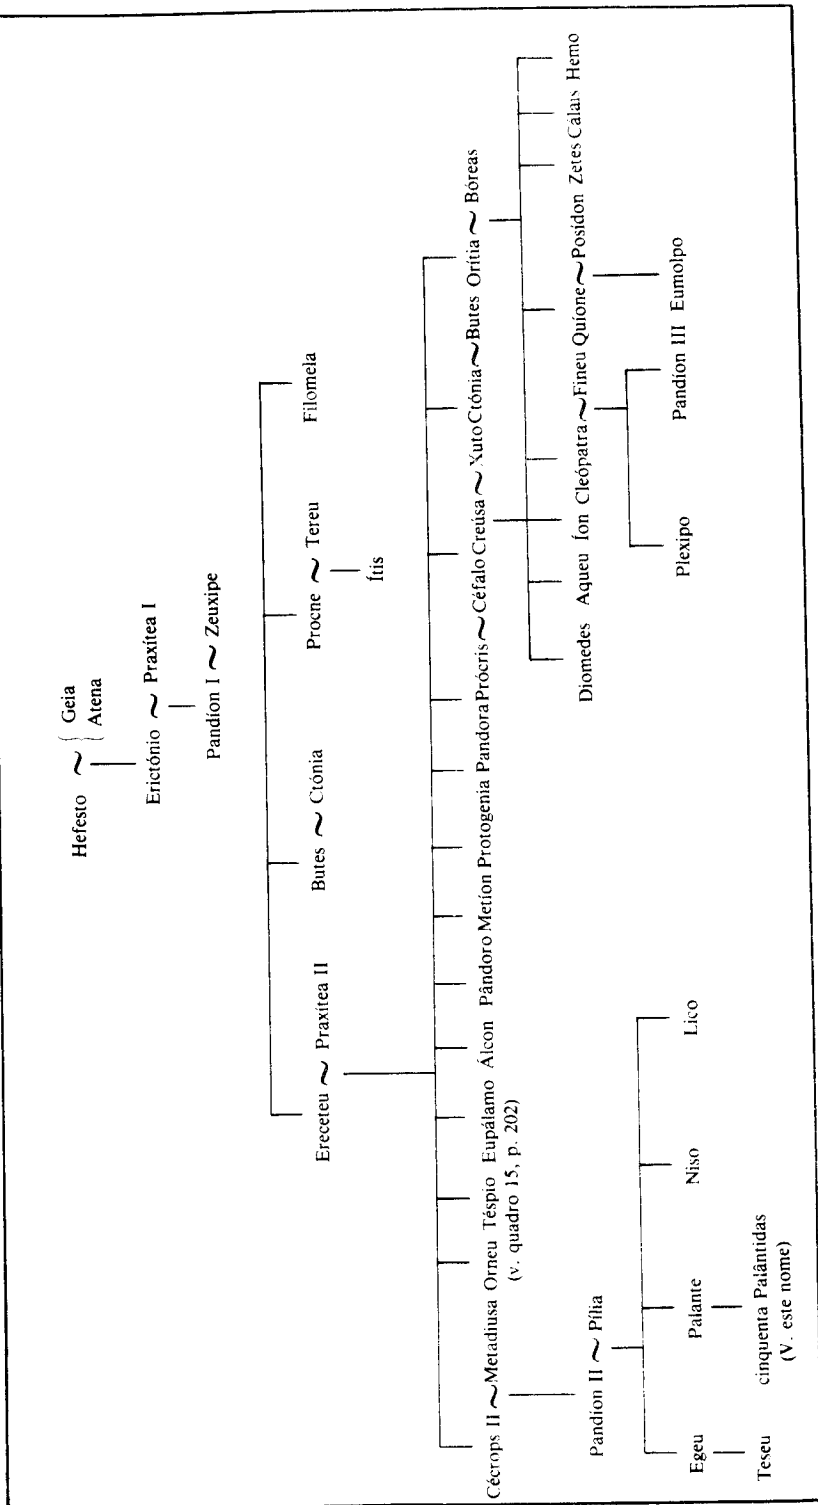 Hefesto ~ { Geia
Atena
Erictónio ~ Praxítea I
Pandíon I ~ Zeuxipe
Ereceteu ~ Praxítea II Butes ~ Ctónia Procne ~ Tereu Filomela
Ítis
Cécrops II ~ Metadiusa Orneu Téspio Eupálamo Álcon Pândoro Metíon Protogenia Pandora Prócris ~ Céfalo Creúsa ~ Xuto Ctónia ~ Butes Orítia ~ Bóreas
(v. quadro 15, p. 202)
Pandíon II ~ Pília Diomedes Aqueu Íon Cleópatra ~ Fineu Quíone ~ Posídon Zetes Cálais Hemo
Egeu Palante Niso Lico Plexipo Pandíon III Eumolpo
Teseu cinquenta Palântidas
(V. este nome)